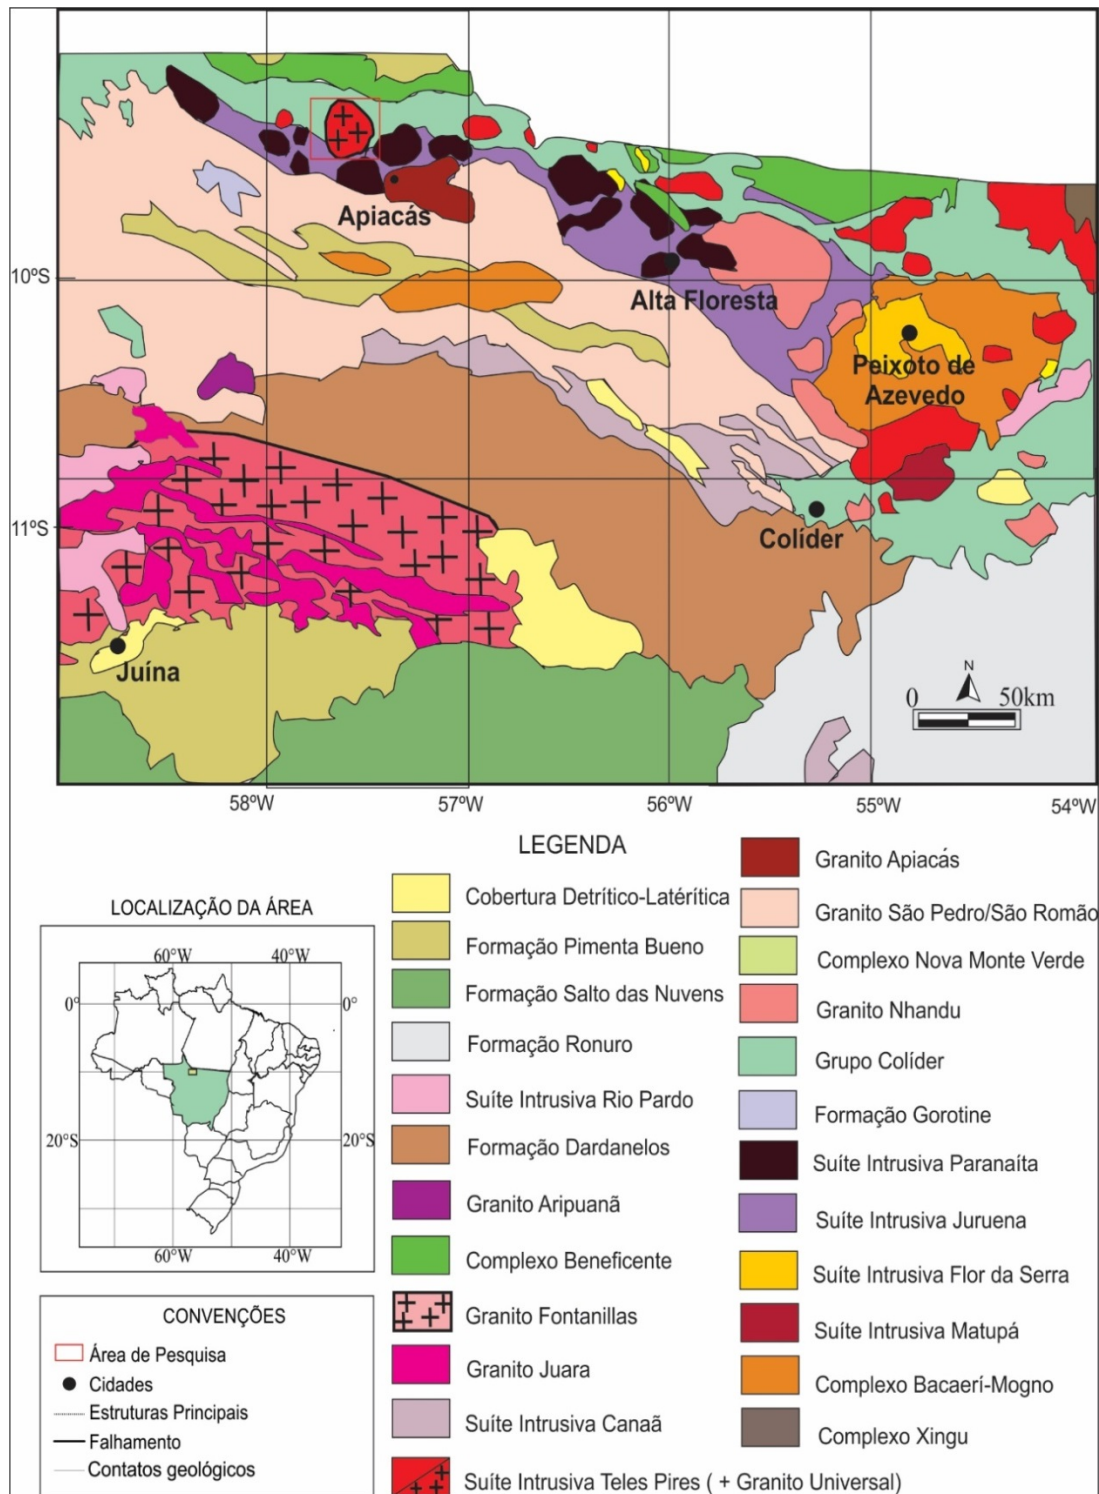 Apiacás
10ºS
Alta Floresta
Peixoto de
Azevedo
11ºS
Colíder
Juína
N
0 50km
58ºW 57ºW 56ºW 55ºW 54ºW
LEGENDA
LOCALIZAÇÃO DA ÁREA
60ºW 40ºW
0º 0º
20ºS 20ºS
60ºW 40ºW
CONVENÇÕES
Área de Pesquisa
Cidades
Estruturas Principais
Falhamento
Contatos geológicos
Cobertura Detrítico-Latérítica
Formação Pimenta Bueno
Formação Salto das Nuvens
Formação Ronuro
Suíte Intrusiva Rio Pardo
Formação Dardanelos
Granito Aripuanã
Complexo Beneficente
Granito Fontanillas
Granito Juara
Suíte Intrusiva Canaã
Suíte Intrusiva Teles Pires ( + Granito Universal)
Granito Apiacás
Granito São Pedro/São Romão
Complexo Nova Monte Verde
Granito Nhandu
Grupo Colíder
Formação Gorotine
Suíte Intrusiva Paranaíta
Suíte Intrusiva Juruena
Suíte Intrusiva Flor da Serra
Suíte Intrusiva Matupá
Complexo Bacaerí-Mogno
Complexo Xingu